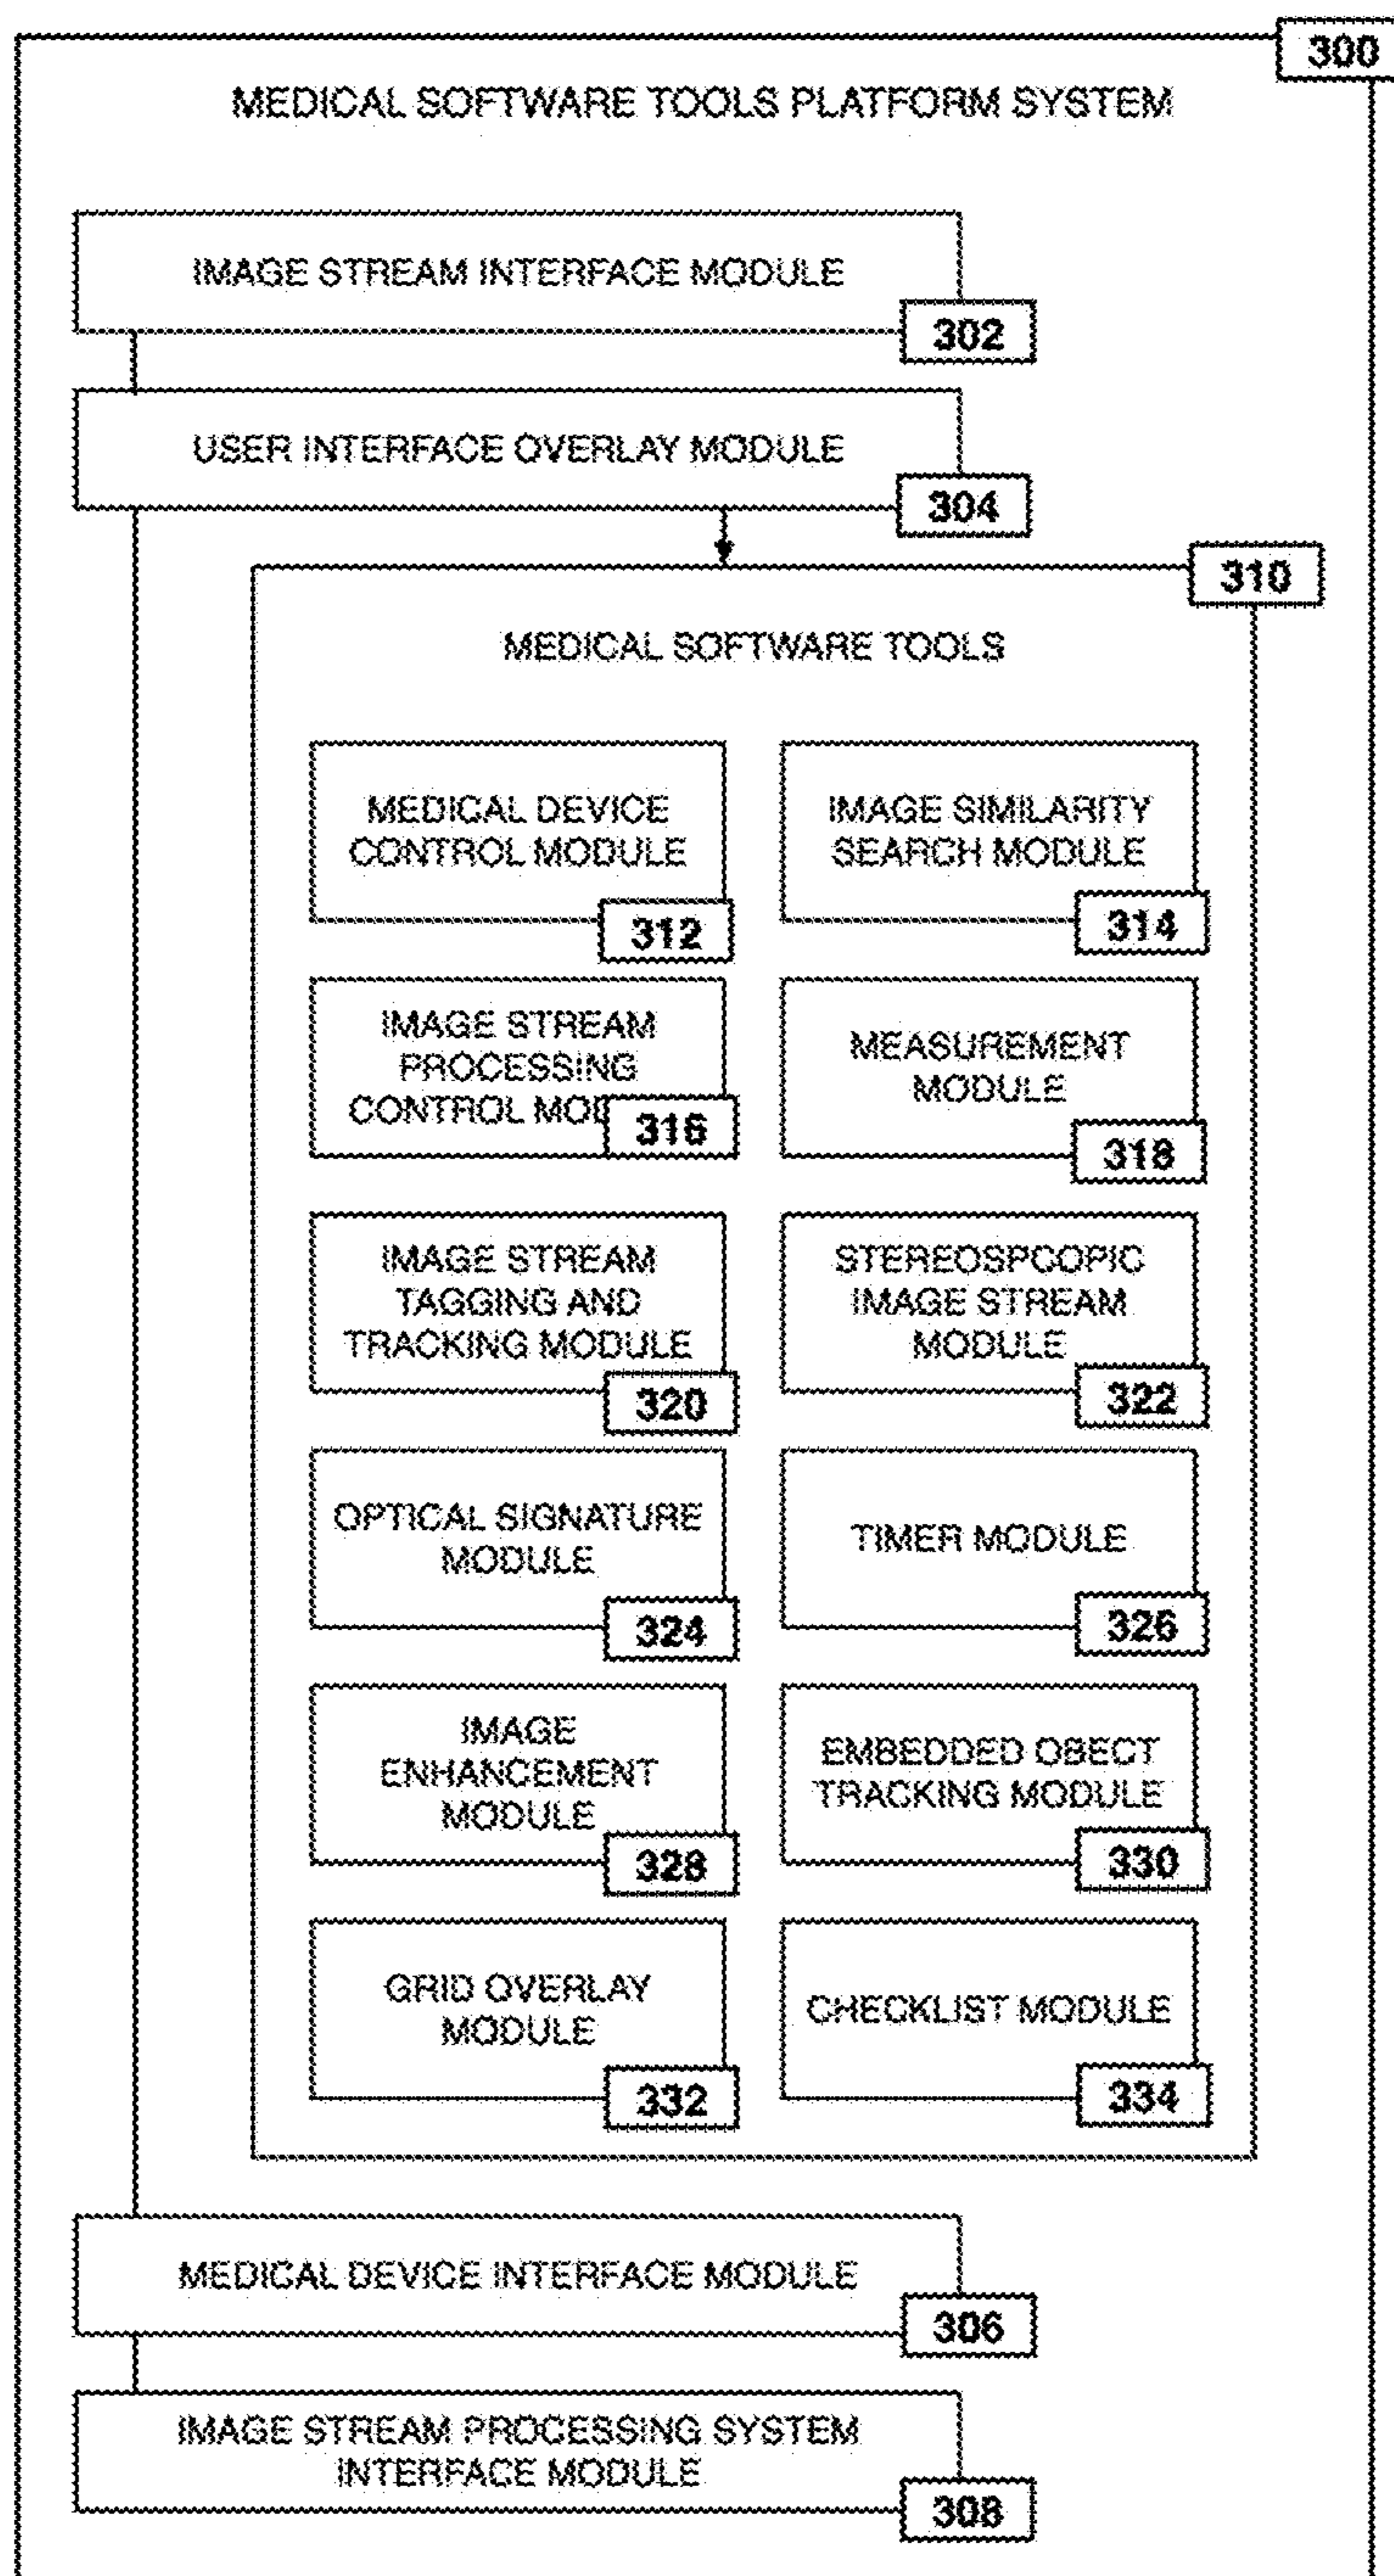 300
MEDICAL SOFTWARE TOOLS PLATFORM SYSTEM
IMAGE STREAM INTERFACE MODULE
302
USER INTERFACE OVERLAY MODULE
304
310
MEDICAL SOFTWARE TOOLS
MEDICAL DEVICE
CONTROL MODULE
312
IMAGE SIMILARITY
SEARCH MODULE
314
IMAGE STREAM
PROCESSING
CONTROL MOD
316
MEASUREMENT
MODULE
318
IMAGE STREAM
TAGGING AND
TRACKING MODULE
320
STEREOSPCOPIC
IMAGE STREAM
MODULE
322
OPTICAL SIGNATURE
MODULE
324
TIMER MODULE
326
IMAGE
ENHANCEMENT
MODULE
328
EMBEDDED OBECT
TRACKING MODULE
330
GRID OVERLAY
MODULE
332
CHECKLIST MODULE
334
MEDICAL DEVICE INTERFACE MODULE
306
IMAGE STREAM PROCESSING SYSTEM
INTERFACE MODULE
308